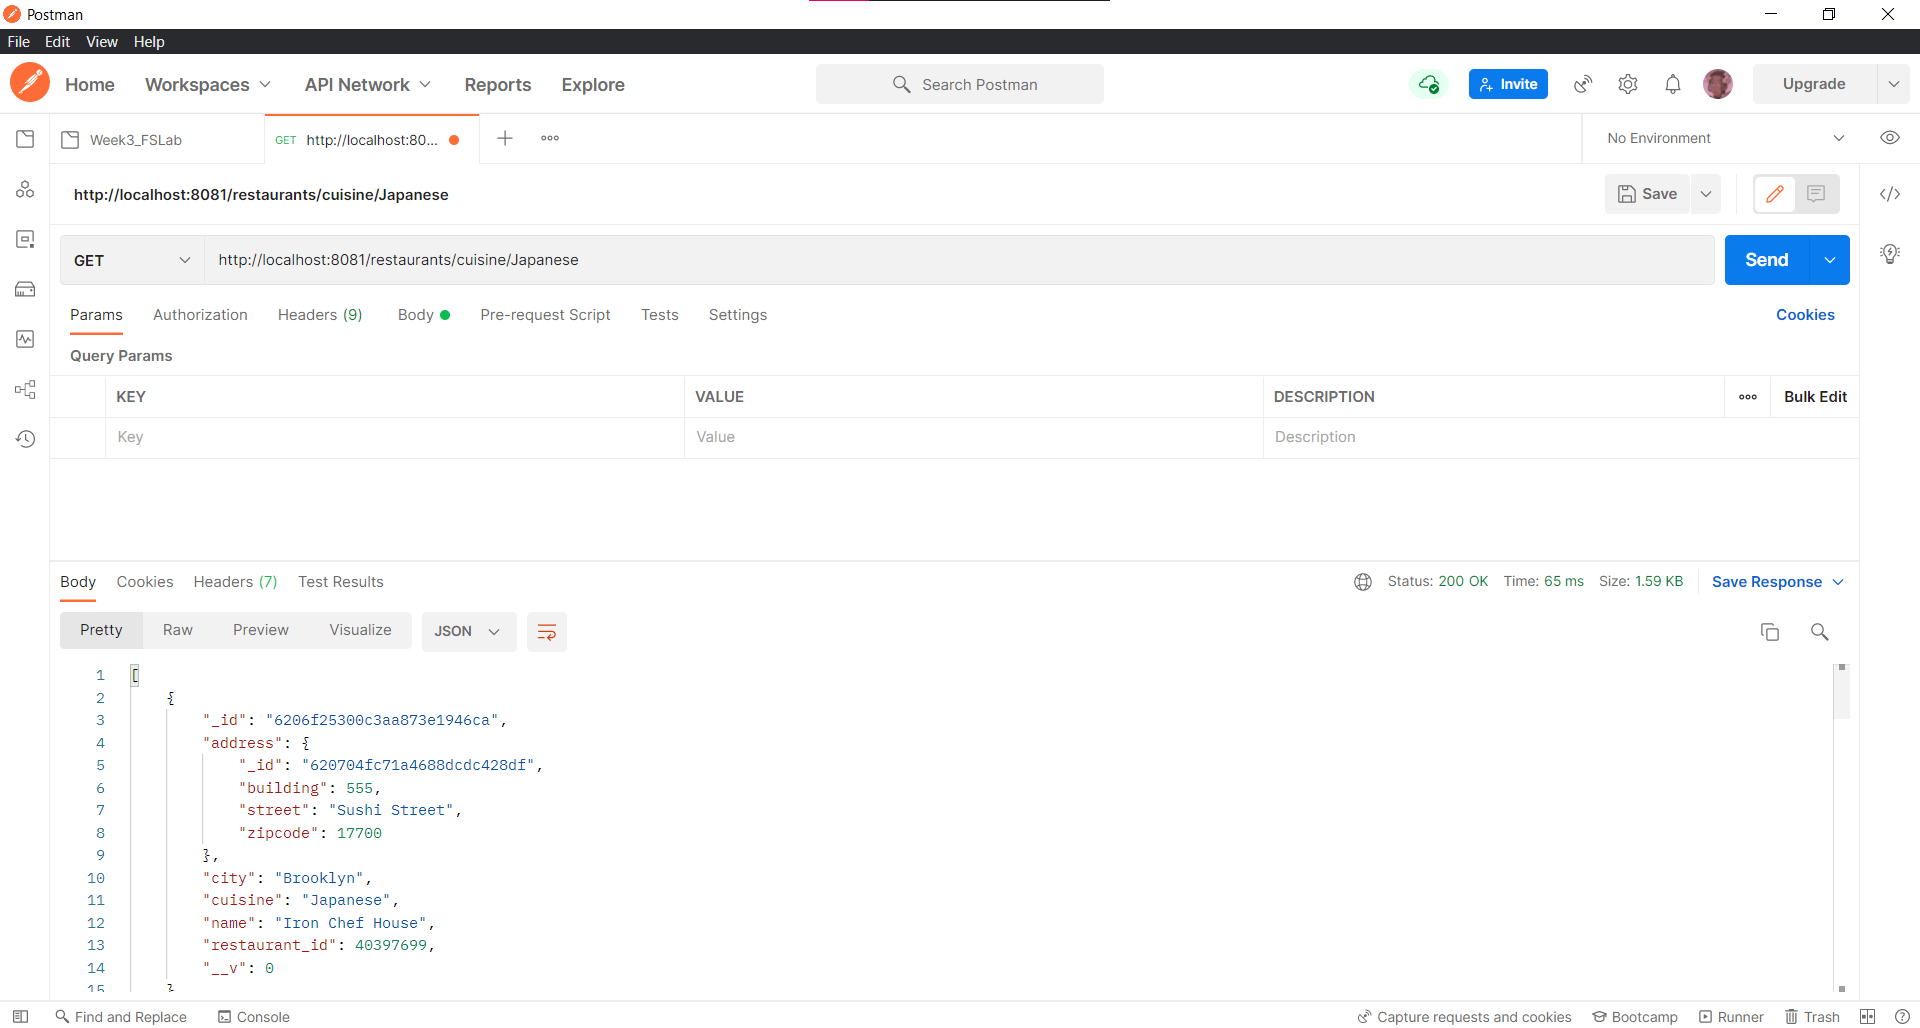 Postman
File Edit View Help
Home Workspaces API Network Reports Explore Search Postman Invite Upgrade
Week3_FSLab GET http://localhost:80... No Environment
http://localhost:8081/restaurants/cuisine/Japanese Save
GET http://localhost:8081/restaurants/cuisine/Japanese Send
Params Authorization Headers (9) Body Pre-request Script Tests Settings Cookies
Query Params
KEY VALUE DESCRIPTION Bulk Edit
Key Value Description
Body Cookies Headers (7) Test Results Status: 200 OK Time: 65 ms Size: 1.59 KB Save Response
Pretty Raw Preview Visualize JSON
1 [
2 {
3 "_id": "6206f25300c3aa873e1946ca",
4 "address": {
5 "_id": "620704fc71a4688dcdc428df",
6 "building": 555,
7 "street": "Sushi Street",
8 "zipcode": 17700
9 },
10 "city": "Brooklyn",
11 "cuisine": "Japanese",
12 "name": "Iron Chef House",
13 "restaurant_id": 40397699,
14 "__v": 0
15 }
Find and Replace Console Capture requests and cookies Bootcamp Runner Trash